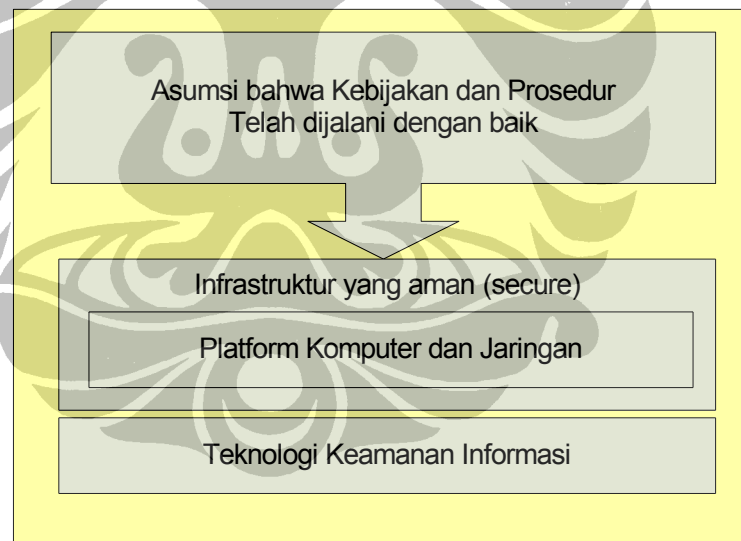 Asumsi bahwa Kebijakan dan Prosedur
Telah dijalani dengan baik
Infrastruktur yang aman (secure)
Platform Komputer dan Jaringan
Teknologi Keamanan Informasi